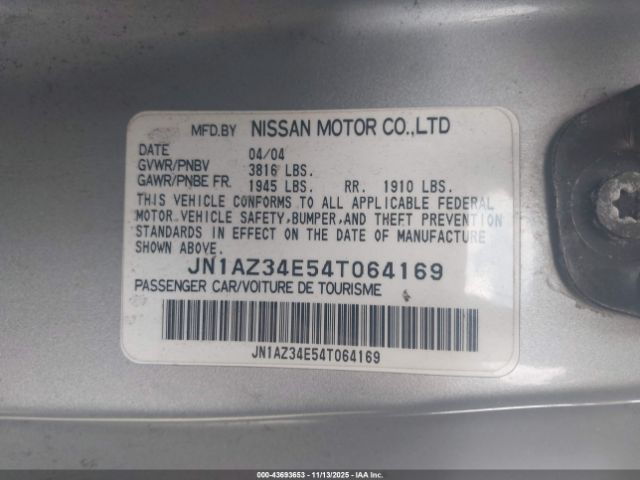 MFD.BY NISSAN MOTOR CO.,LTD
DATE 04/04
GVWR/PNBV 3816 LBS.
GAWR/PNBE FR. 1945 LBS. RR. 1910 LBS.
THIS VEHICLE CONFORMS TO ALL APPLICABLE FEDERAL
MOTOR VEHICLE SAFETY,BUMPER,AND THEFT PREVENTION
STANDARDS IN EFFECT ON THE DATE OF MANUFACTURE
SHOWN ABOVE.
JN1AZ34E54T064169
PASSENGER CAR/VOITURE DE TOURISME
JN1AZ34E54T064169
000-43693653 | 11/13/2025 | IAA Inc.